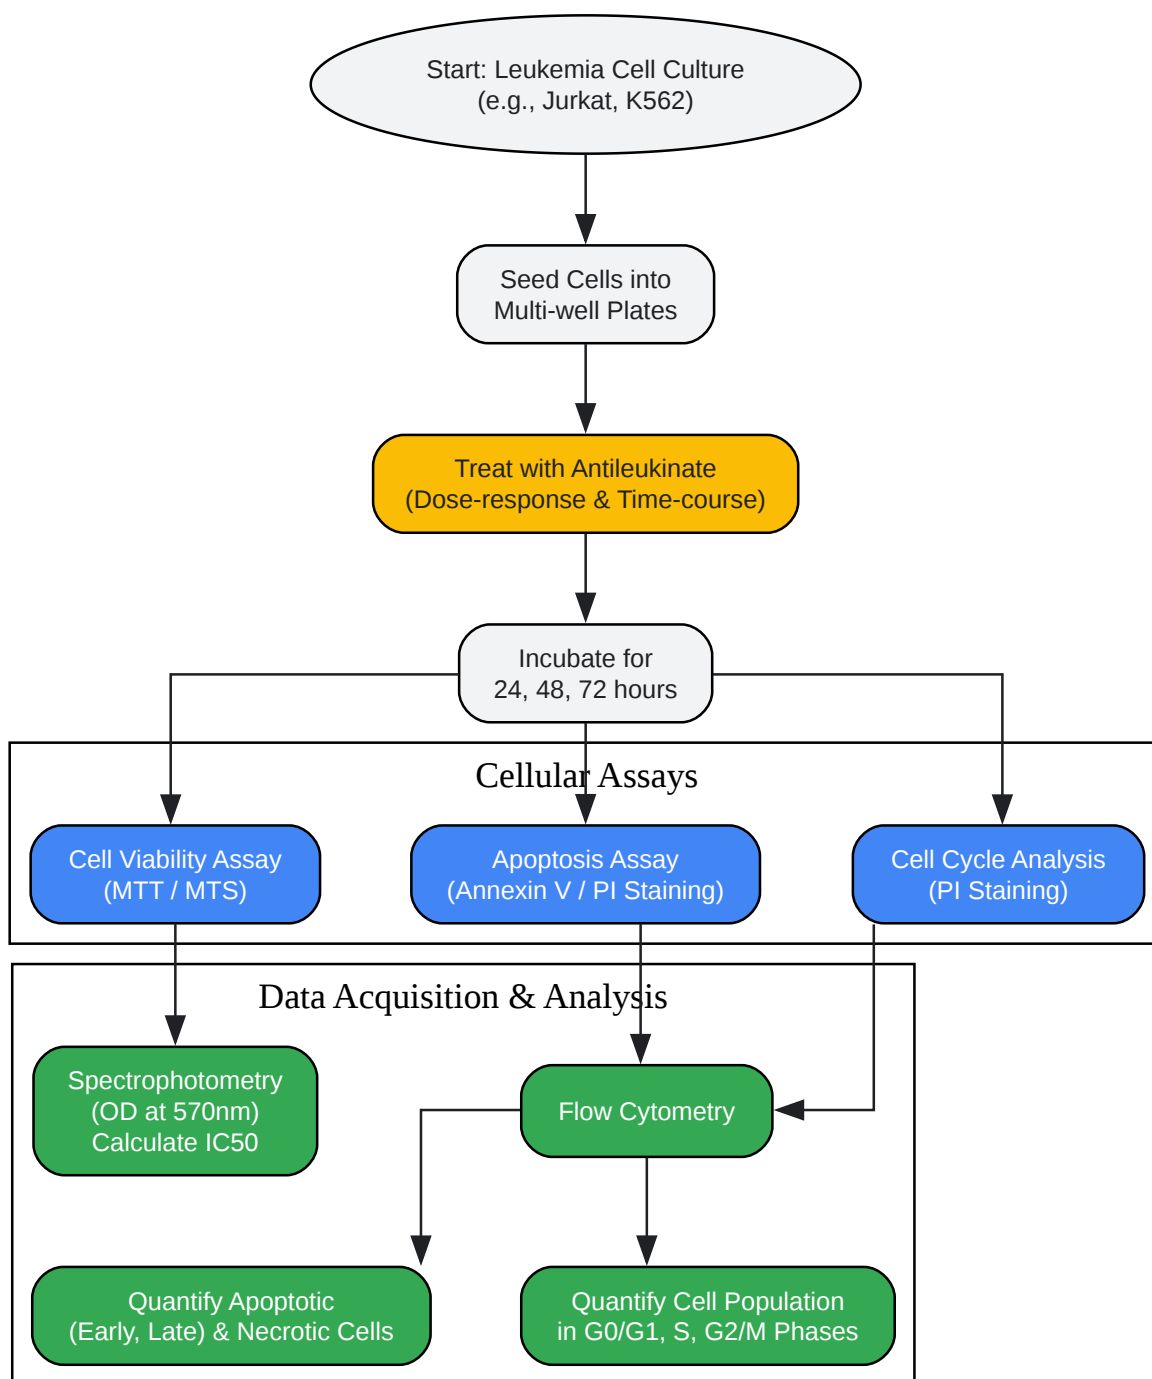 Start: Leukemia Cell Culture
(e.g., Jurkat, K562)
Seed Cells into
Multi-well Plates
Treat with Antileukinate
(Dose-response & Time-course)
Incubate for
24, 48, 72 hours
Cellular Assays
Cell Viability Assay
(MTT / MTS)
Apoptosis Assay
(Annexin V / PI Staining)
Cell Cycle Analysis
(PI Staining)
Data Acquisition & Analysis
Spectrophotometry
(OD at 570nm)
Calculate IC50
Flow Cytometry
Quantify Apoptotic
(Early, Late) & Necrotic Cells
Quantify Cell Population
in G0/G1, S, G2/M Phases